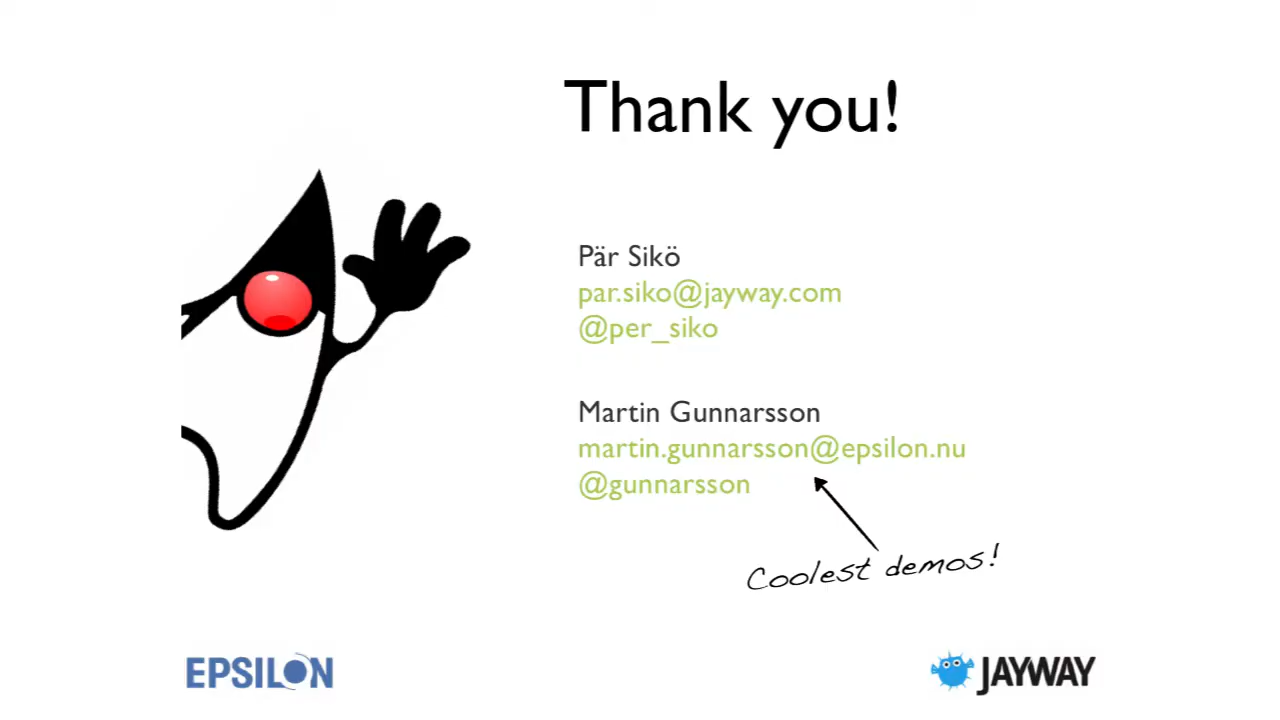 Thank you!
Pär Sikö
par.siko@jayway.com
@per_siko
Martin Gunnarsson
martin.gunnarsson@epsilon.nu
@gunnarsson
Coolest demos!
EPSILON
JAYWAY